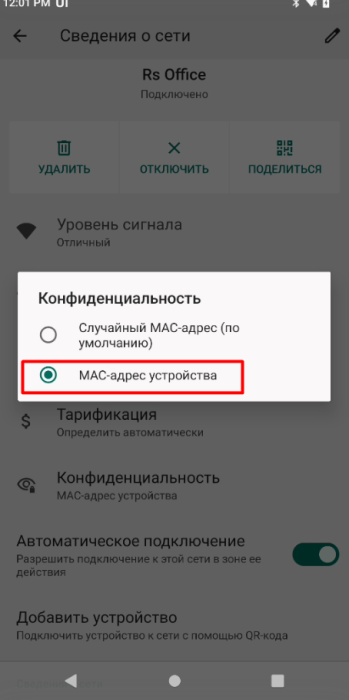 12:01 PM UI
Сведения о сети
Rs Office
Подключено
УДАЛИТЬ
ОТКЛЮЧИТЬ
ПОДЕЛИТЬСЯ
Уровень сигнала
Отличный
Конфиденциальность
Случайный MAC-адрес (по
умолчанию)
MAC-адрес устройства
Тарификация
Определить автоматически
Конфиденциальность
MAC-адрес устройства
Автоматическое подключение
Разрешить подключение к этой сети в зоне ее
действия
Добавить устройство
Подключить устройство к сети с помощью QR-кода